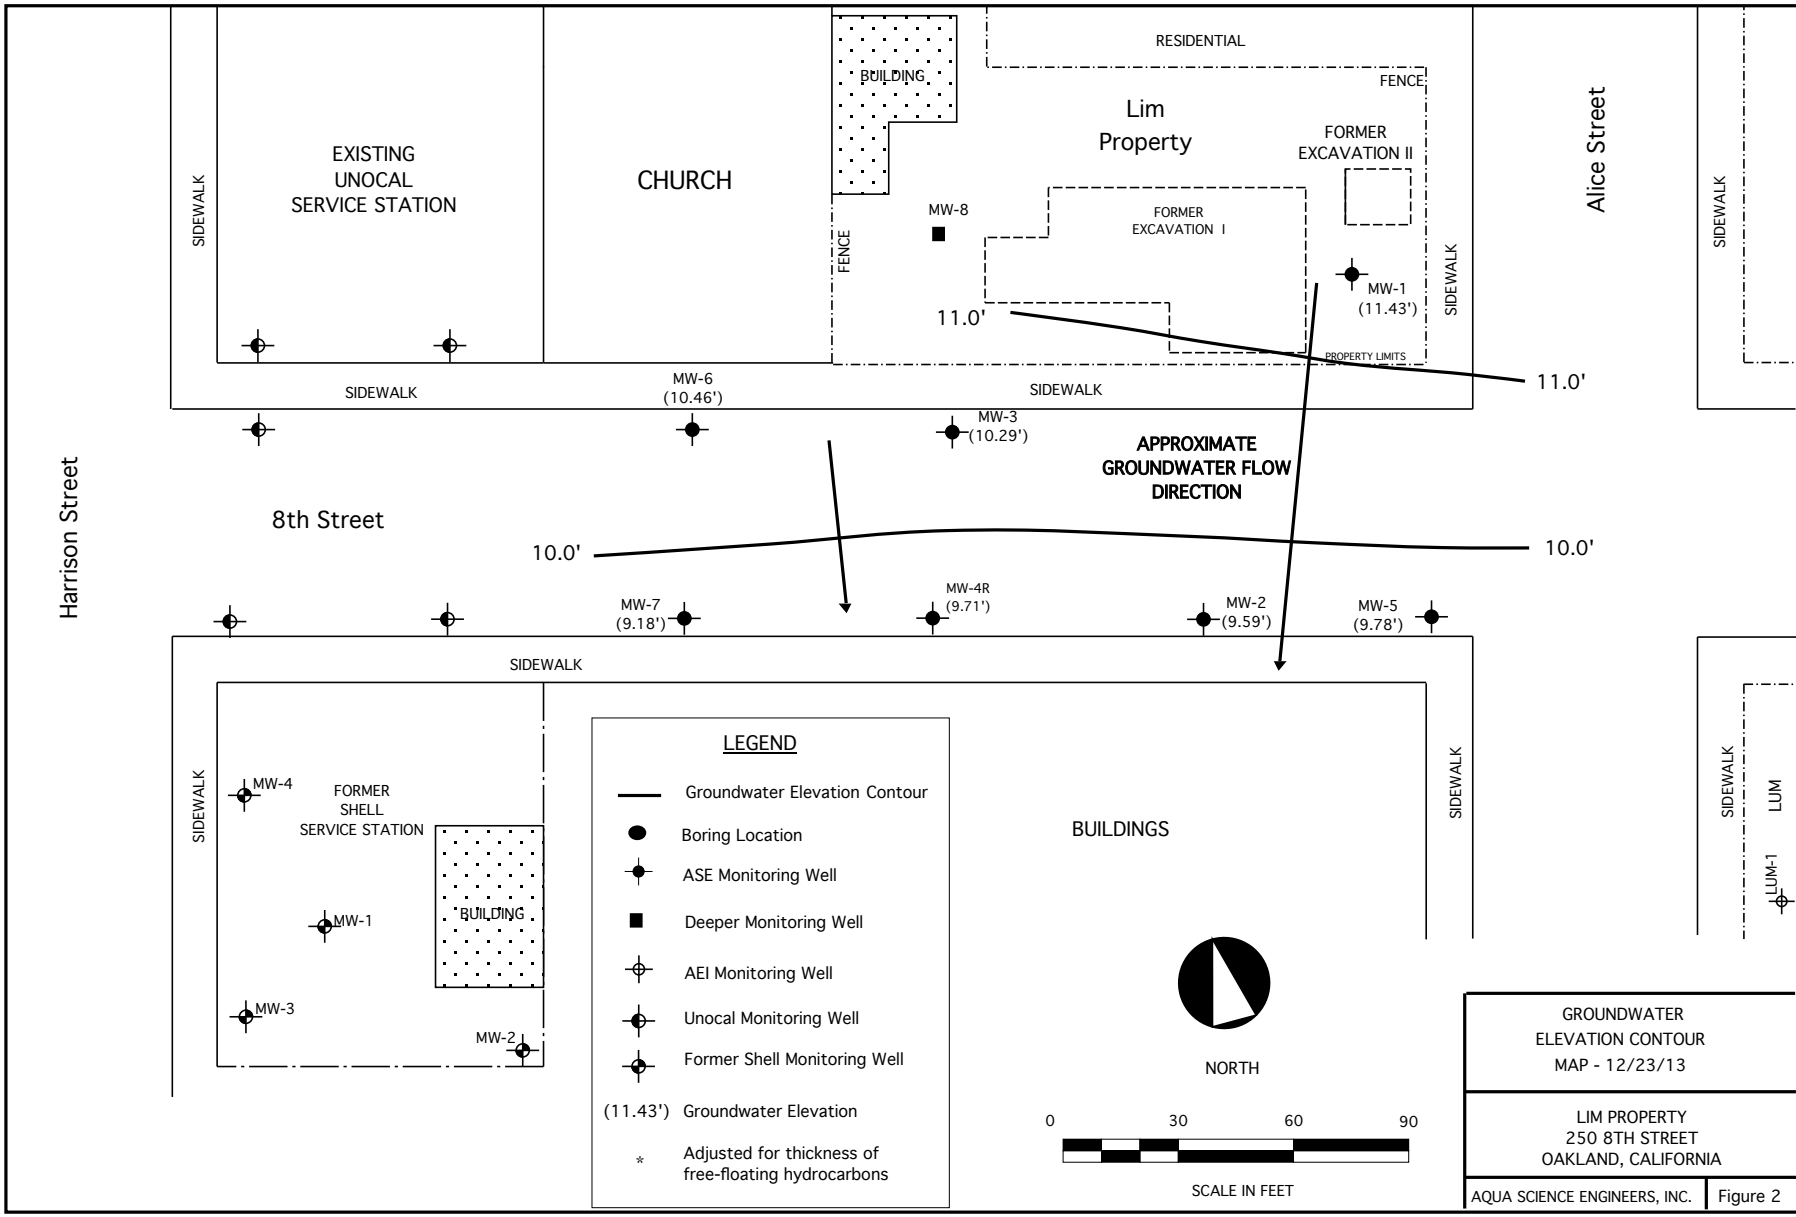 RESIDENTIAL
BUILDING
FENCE
Lim
Property
FORMER
EXCAVATION II
EXISTING
UNOCAL
SERVICE STATION
CHURCH
SIDEWALK
Alice Street
SIDEWALK
MW-8
FORMER
EXCAVATION I
FENCE
SIDEWALK
MW-1
(11.43')
11.0'
PROPERTY LIMITS
11.0'
SIDEWALK
MW-6
(10.46')
SIDEWALK
MW-3
(10.29')
APPROXIMATE
GROUNDWATER FLOW
DIRECTION
Harrison Street
8th Street
10.0'
10.0'
MW-7
(9.18')
MW-4R
(9.71')
MW-2
(9.59')
MW-5
(9.78')
SIDEWALK
LEGEND
Groundwater Elevation Contour
Boring Location
ASE Monitoring Well
Deeper Monitoring Well
AEI Monitoring Well
Unocal Monitoring Well
Former Shell Monitoring Well
(11.43') Groundwater Elevation
* Adjusted for thickness of
free-floating hydrocarbons
SIDEWALK
MW-4
FORMER
SHELL
SERVICE STATION
BUILDING
MW-1
MW-3
MW-2
BUILDINGS
SIDEWALK
SIDEWALK
LUM
LUM-1
NORTH
0 30 60 90
SCALE IN FEET
GROUNDWATER
ELEVATION CONTOUR
MAP - 12/23/13
LIM PROPERTY
250 8TH STREET
OAKLAND, CALIFORNIA
AQUA SCIENCE ENGINEERS, INC.
Figure 2